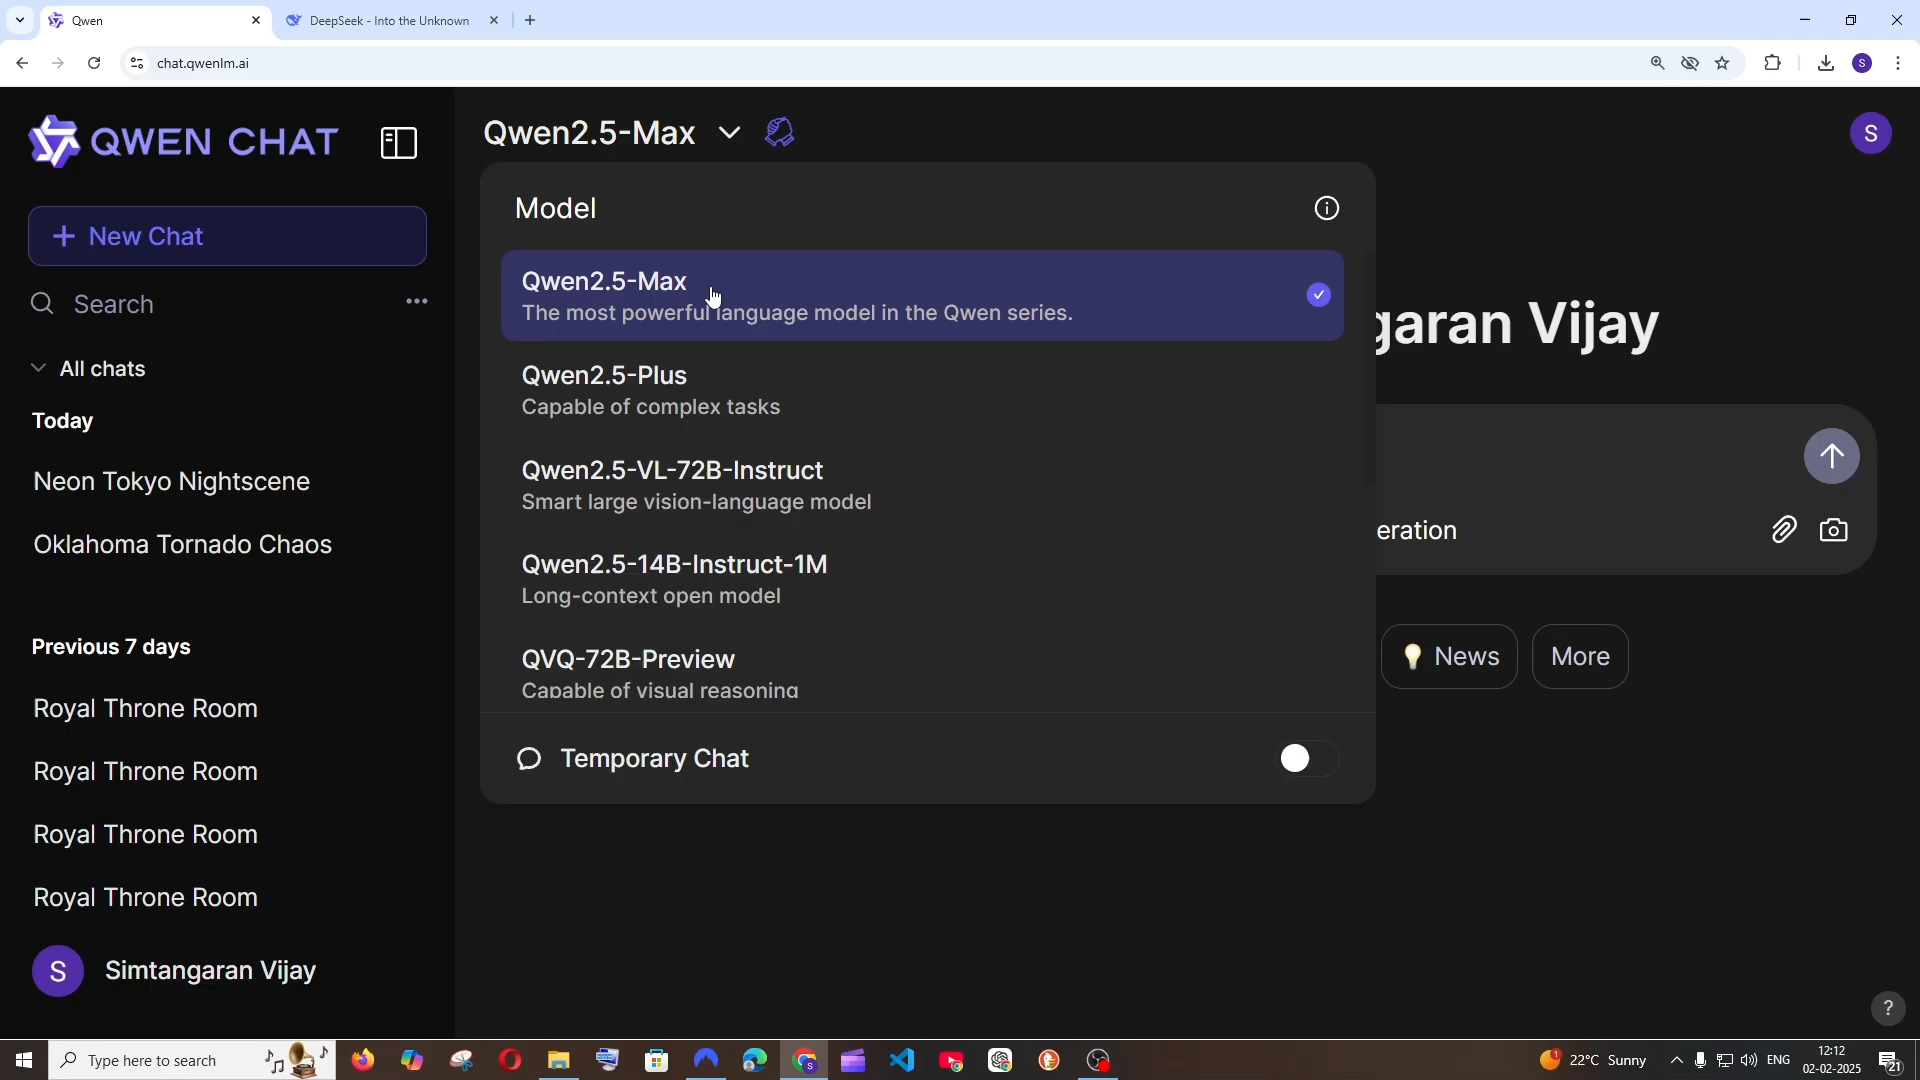 Qwen
DeepSeek - Into the Unknown
chat.qwenlm.ai
S
QWEN CHAT
Qwen2.5-Max
S
New Chat
Search
All chats
Today
Neon Tokyo Nightscene
Oklahoma Tornado Chaos
Previous 7 days
Royal Throne Room
Royal Throne Room
Royal Throne Room
Royal Throne Room
S
Simtangaran Vijay
Model
Qwen2.5-Max
The most powerful language model in the Qwen series.
Qwen2.5-Plus
Capable of complex tasks
Qwen2.5-VL-72B-Instruct
Smart large vision-language model
Qwen2.5-14B-Instruct-1M
Long-context open model
QVQ-72B-Preview
Capable of visual reasoning
Temporary Chat
garan Vijay
eration
News
More
?
Type here to search
1
22°C Sunny
ENG
12:12
02-02-2025
21